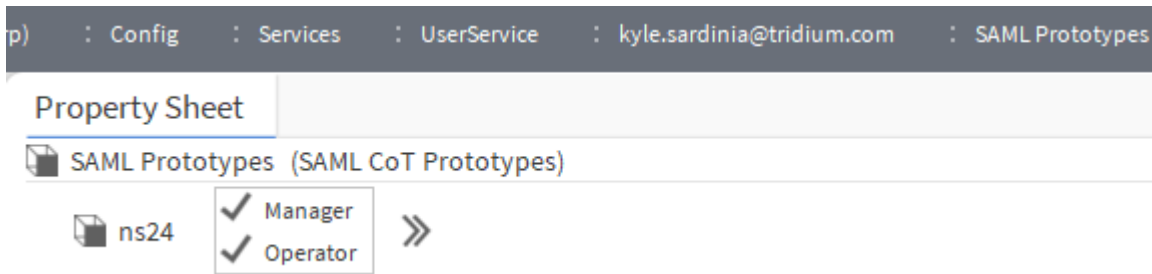 rp) : Config : Services : UserService : kyle.sardinia@tridium.com : SAML Prototypes
Property Sheet
SAML Prototypes (SAML CoT Prototypes)
ns24
Manager
Operator